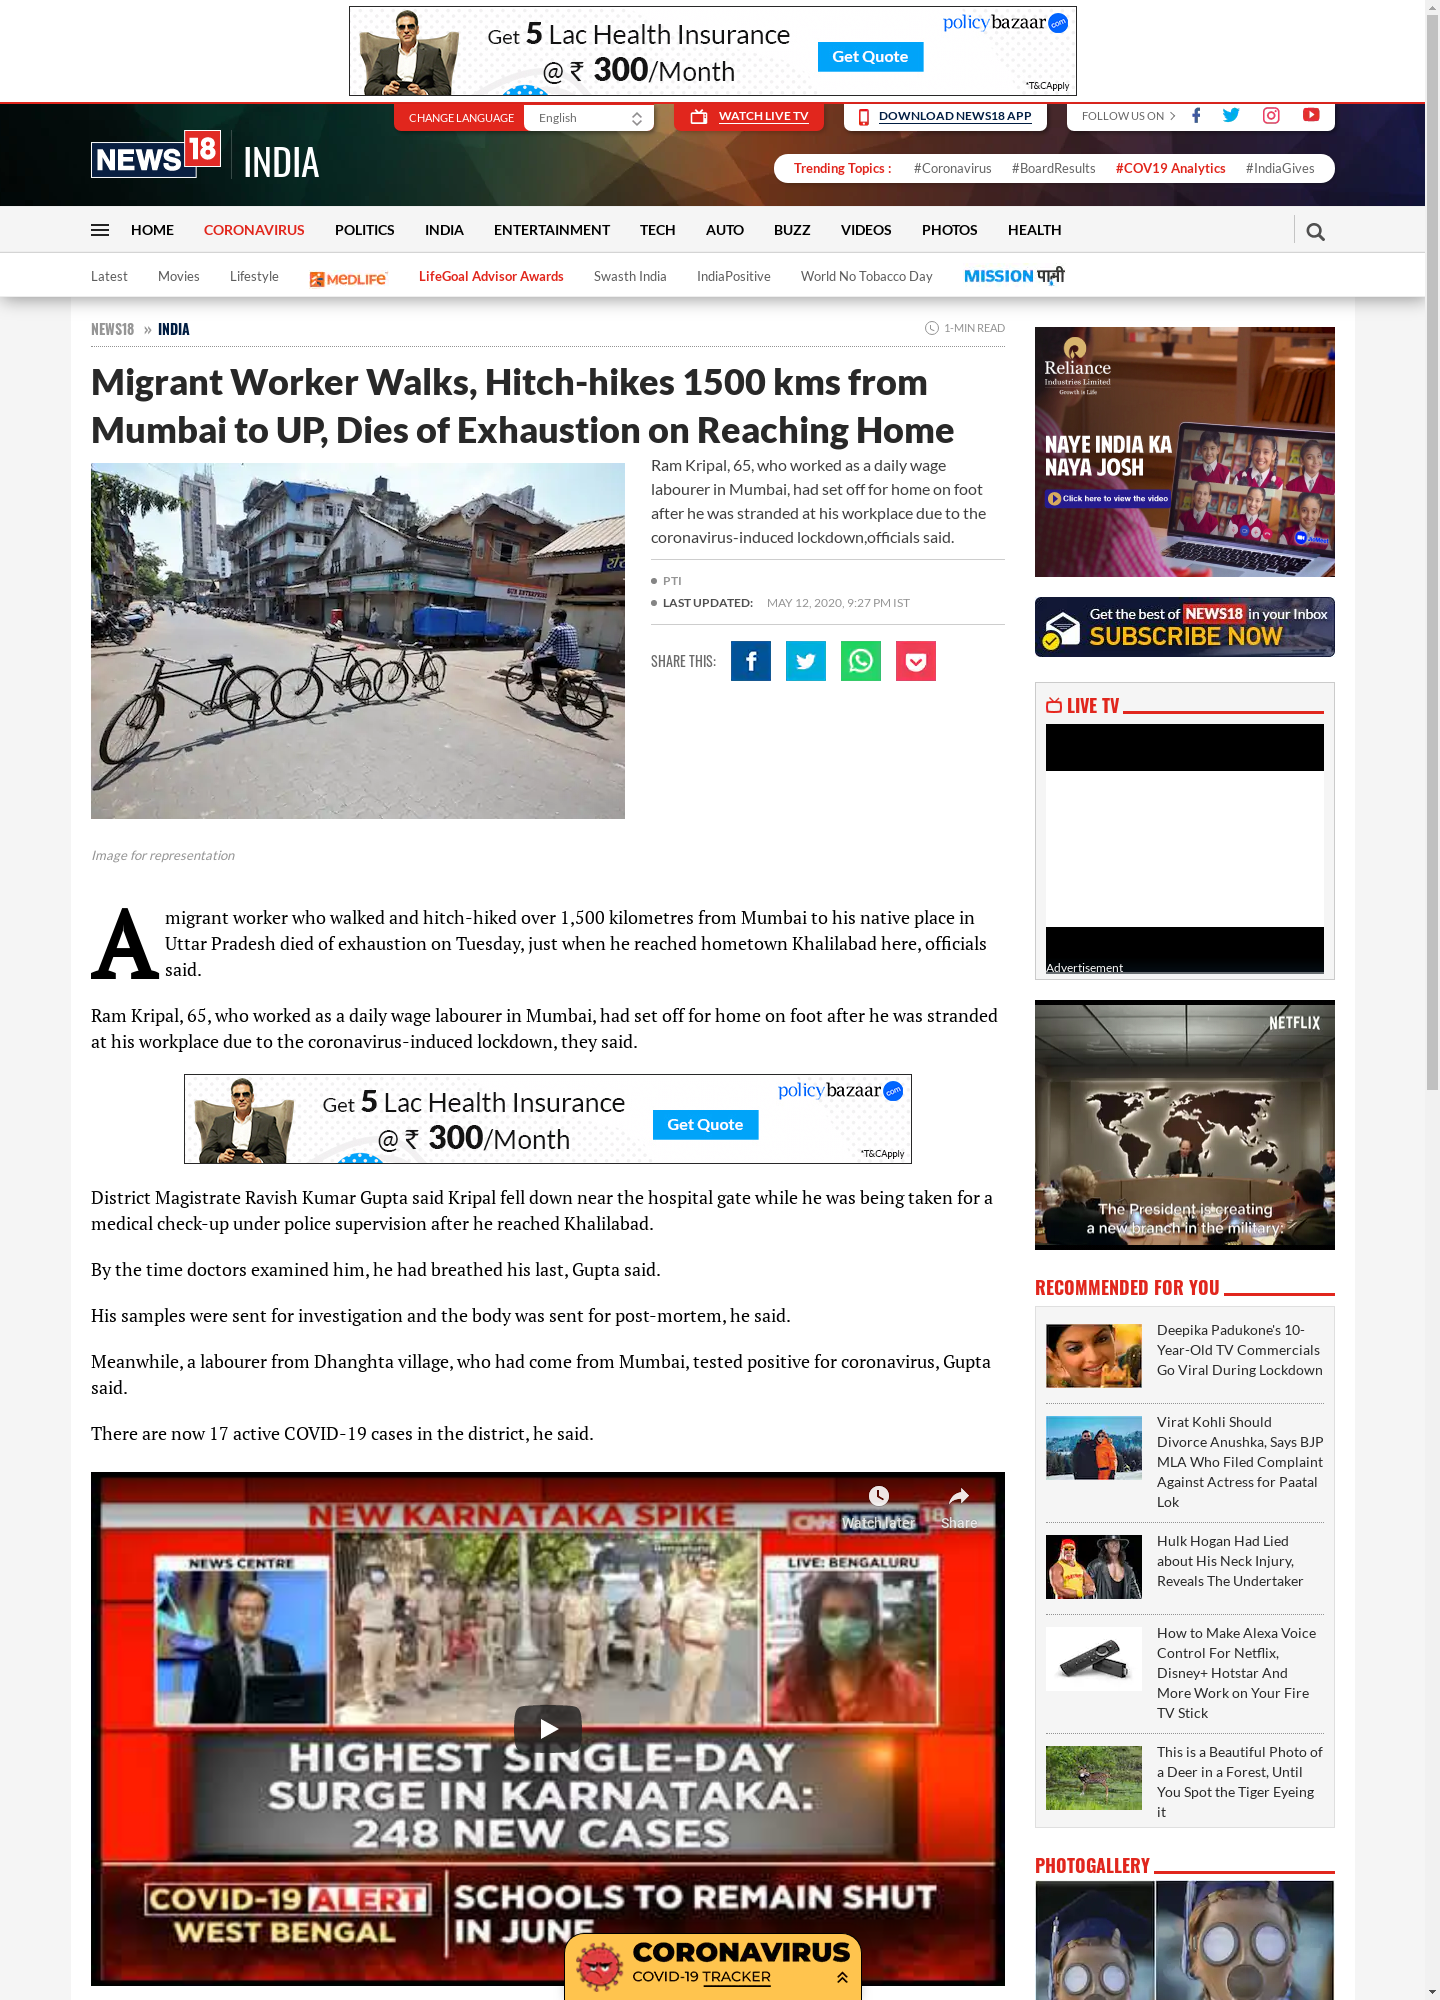 Get 5 Lac Health Insurance
@ ₹ 300/Month
Get Quote
policybazaar.com
*T&CApply
CHANGE LANGUAGE
English
WATCH LIVE TV
DOWNLOAD NEWS18 APP
FOLLOW US ON
NEWS18
INDIA
Trending Topics : #Coronavirus #BoardResults #COV19 Analytics #IndiaGives
HOME CORONAVIRUS POLITICS INDIA ENTERTAINMENT TECH AUTO BUZZ VIDEOS PHOTOS HEALTH
Latest Movies Lifestyle MEDLIFE LifeGoal Advisor Awards Swasth India IndiaPositive World No Tobacco Day MISSION पानी
NEWS18 » INDIA
1-MIN READ
Migrant Worker Walks, Hitch-hikes 1500 kms from
Mumbai to UP, Dies of Exhaustion on Reaching Home
Ram Kripal, 65, who worked as a daily wage
labourer in Mumbai, had set off for home on foot
after he was stranded at his workplace due to the
coronavirus-induced lockdown,officials said.
PTI
LAST UPDATED: MAY 12, 2020, 9:27 PM IST
SHARE THIS:
Image for representation
A migrant worker who walked and hitch-hiked over 1,500 kilometres from Mumbai to his native place in
Uttar Pradesh died of exhaustion on Tuesday, just when he reached hometown Khalilabad here, officials
said.
Ram Kripal, 65, who worked as a daily wage labourer in Mumbai, had set off for home on foot after he was stranded
at his workplace due to the coronavirus-induced lockdown, they said.
Get 5 Lac Health Insurance
@ ₹ 300/Month
Get Quote
policybazaar.com
*T&CApply
District Magistrate Ravish Kumar Gupta said Kripal fell down near the hospital gate while he was being taken for a
medical check-up under police supervision after he reached Khalilabad.
By the time doctors examined him, he had breathed his last, Gupta said.
His samples were sent for investigation and the body was sent for post-mortem, he said.
Meanwhile, a labourer from Dhanghta village, who had come from Mumbai, tested positive for coronavirus, Gupta
said.
There are now 17 active COVID-19 cases in the district, he said.
NEW KARNATAKA SPIKE
Watch later
Share
NEWS CENTRE
LIVE: BENGALURU
HIGHEST SINGLE-DAY
SURGE IN KARNATAKA:
248 NEW CASES
COVID-19 ALERT
WEST BENGAL
SCHOOLS TO REMAIN SHUT
IN JUNE
CORONAVIRUS
COVID-19 TRACKER
Reliance
Industries Limited
Growth is Life
NAYE INDIA KA
NAYA JOSH
Click here to view the video
JioMeet
Get the best of NEWS18 in your Inbox
SUBSCRIBE NOW
LIVE TV
Advertisement
NETFLIX
The President is creating
a new branch in the military:
RECOMMENDED FOR YOU
Deepika Padukone's 10-
Year-Old TV Commercials
Go Viral During Lockdown
Virat Kohli Should
Divorce Anushka, Says BJP
MLA Who Filed Complaint
Against Actress for Paatal
Lok
Hulk Hogan Had Lied
about His Neck Injury,
Reveals The Undertaker
How to Make Alexa Voice
Control For Netflix,
Disney+ Hotstar And
More Work on Your Fire
TV Stick
This is a Beautiful Photo of
a Deer in a Forest, Until
You Spot the Tiger Eyeing
it
PHOTOGALLERY